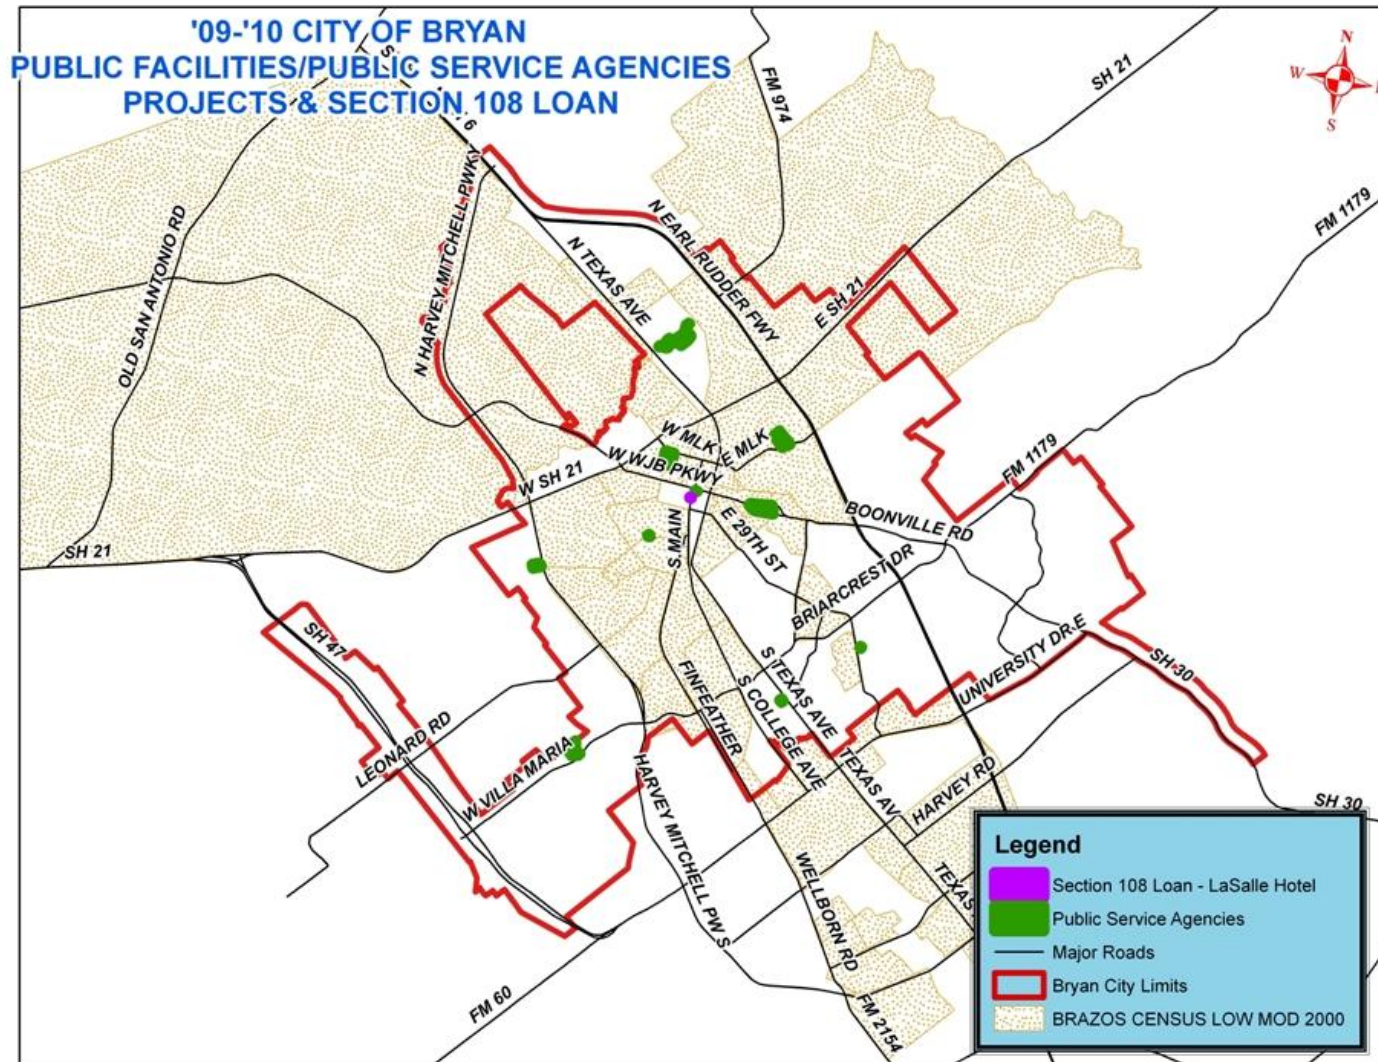 '09-'10 CITY OF BRYAN
PUBLIC FACILITIES/PUBLIC SERVICE AGENCIES
PROJECTS & SECTION 108 LOAN
N
W
S
FM 974
SH 21
FM 1179
OLD SAN ANTONIO RD
N HARVEY MITCHELL PWKY
N TEXAS AVE
N EARL RUDDER FWY
E SH 21
W MLK
E MLK
W WJB PKWY
W SH 21
FM 1179
BOONVILLE RD
SH 21
S.MAIN
E 29TH ST
BRIARCREST DR
SH 47
UNIVERSITY DR E
SH 30
LEONARD RD
W VILLA MARIA
FINFEATHER
S COLLEGE AVE
S TEXAS AVE
TEXAS AV
HARVEY RD
SH 30
HARVEY MITCHELL PW S
WELLBORN RD
TEXAS
FM 60
FM 2154
Legend
Section 108 Loan - LaSalle Hotel
Public Service Agencies
Major Roads
Bryan City Limits
BRAZOS CENSUS LOW MOD 2000